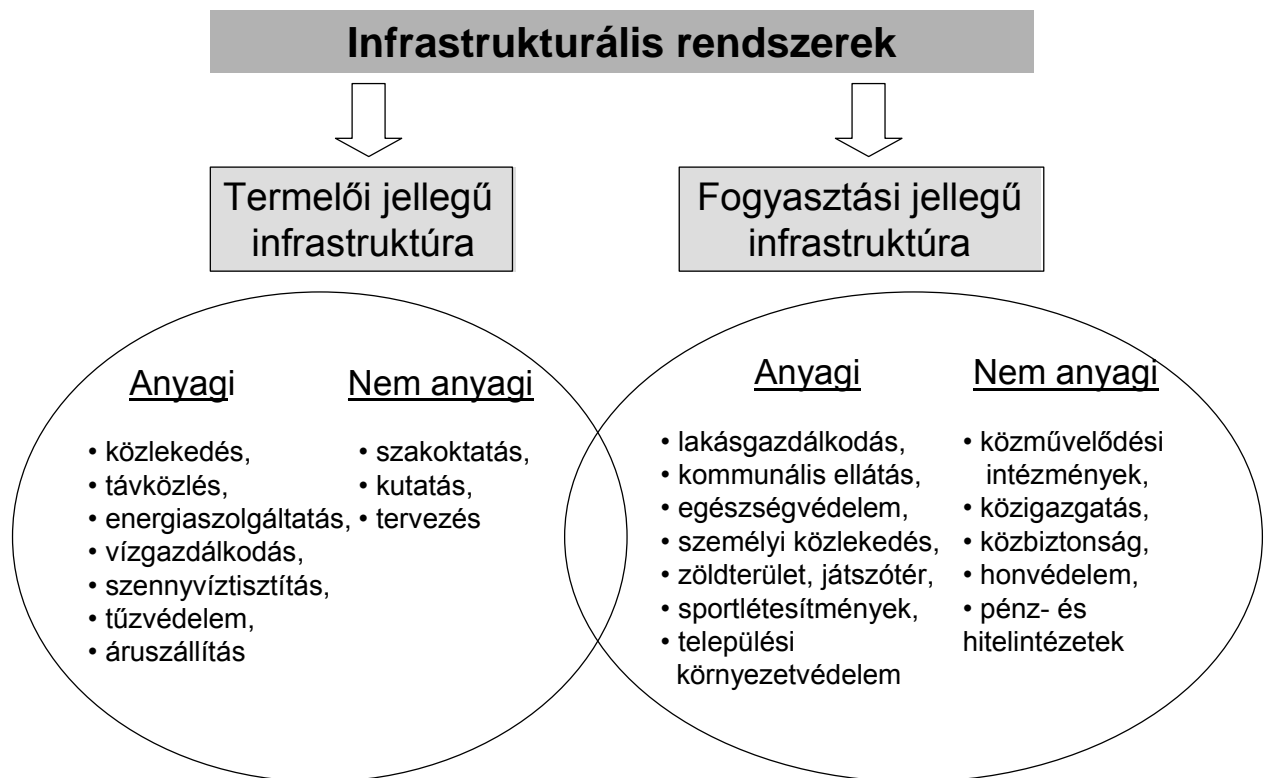 Infrastrukturális rendszerek
Termelői jellegű
infrastruktúra
Fogyasztási jellegű
infrastruktúra
Anyagi
• közlekedés,
• távközlés,
• energiaszolgáltatás,
• vízgazdálkodás,
• szennyvíztisztítás,
• tűzvédelem,
• áruszállítás
Nem anyagi
• szakoktatás,
• kutatás,
• tervezés
Anyagi
• lakásgazdálkodás,
• kommunális ellátás,
• egészségvédelem,
• személyi közlekedés,
• zöldterület, játszótér,
• sportlétesítmények,
• települési
környezetvédelem
Nem anyagi
• közművelődési
intézmények,
• közigazgatás,
• közbiztonság,
• honvédelem,
• pénz- és
hitelintézetek